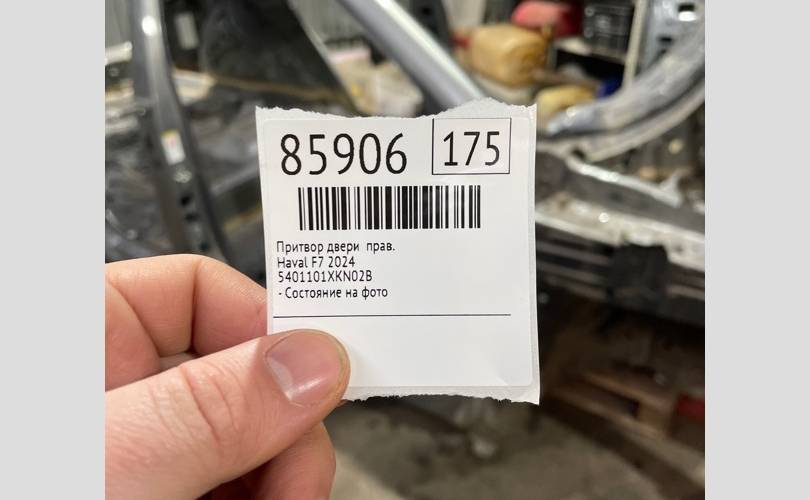 85906 175
Притвор двери прав.
Haval F7 2024
5401101XKN02B
- Состояние на фото